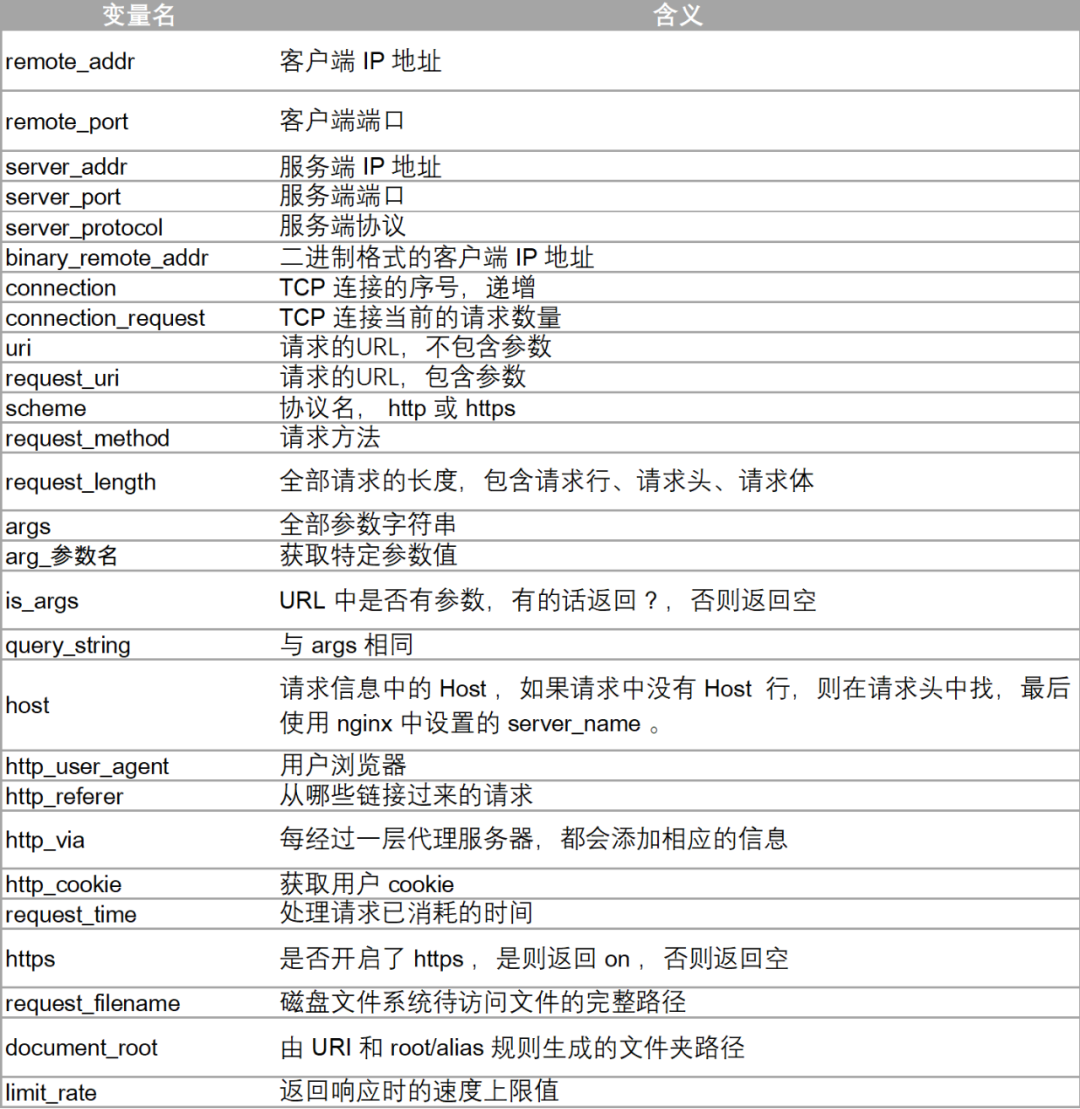 变量名 含义
remote_addr 客户端 IP 地址
remote_port 客户端端口
server_addr 服务端 IP 地址
server_port 服务端端口
server_protocol 服务端协议
binary_remote_addr 二进制格式的客户端 IP 地址
connection TCP 连接的序号，递增
connection_request TCP 连接当前的请求数量
uri 请求的URL，不包含参数
request_uri 请求的URL，包含参数
scheme 协议名， http 或 https
request_method 请求方法
request_length 全部请求的长度，包含请求行、请求头、请求体
args 全部参数字符串
arg_参数名 获取特定参数值
is_args URL 中是否有参数，有的话返回 ? ，否则返回空
query_string 与 args 相同
host 请求信息中的 Host ，如果请求中没有 Host 行，则在请求头中找，最后
使用 nginx 中设置的 server_name 。
http_user_agent 用户浏览器
http_referer 从哪些链接过来的请求
http_via 每经过一层代理服务器，都会添加相应的信息
http_cookie 获取用户 cookie
request_time 处理请求已消耗的时间
https 是否开启了 https ，是则返回 on ，否则返回空
request_filename 磁盘文件系统待访问文件的完整路径
document_root 由 URI 和 root/alias 规则生成的文件夹路径
limit_rate 返回响应时的速度上限值